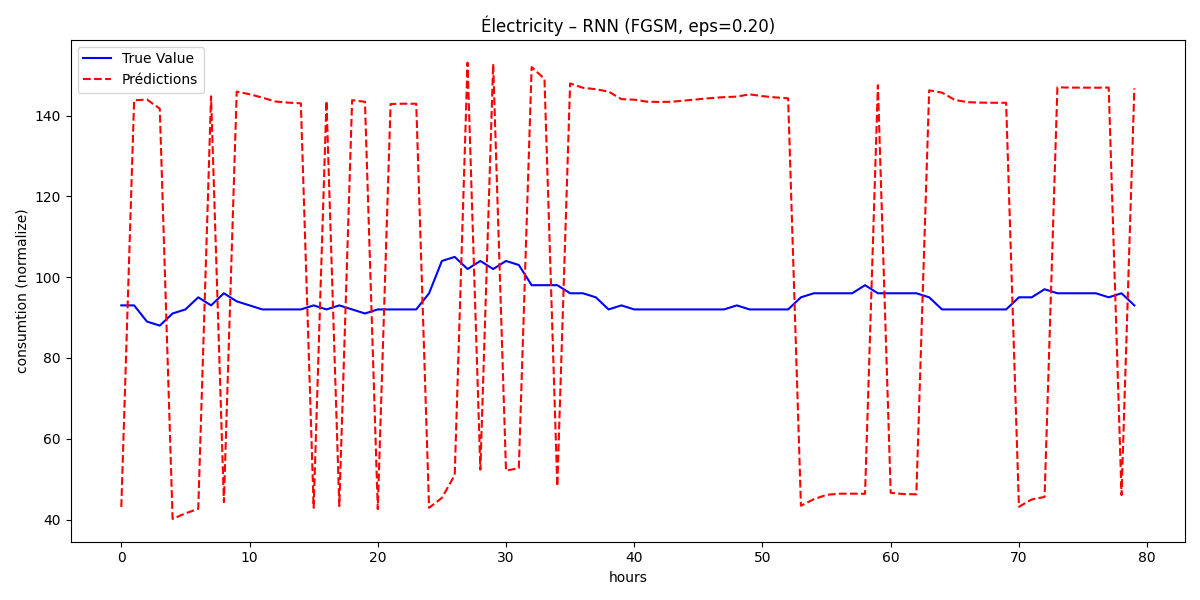 Électricity – RNN (FGSM, eps=0.20)
True Value
Prédictions
consumtion (normalize)
140
120
100
80
60
40
0 10 20 30 40 50 60 70 80
hours